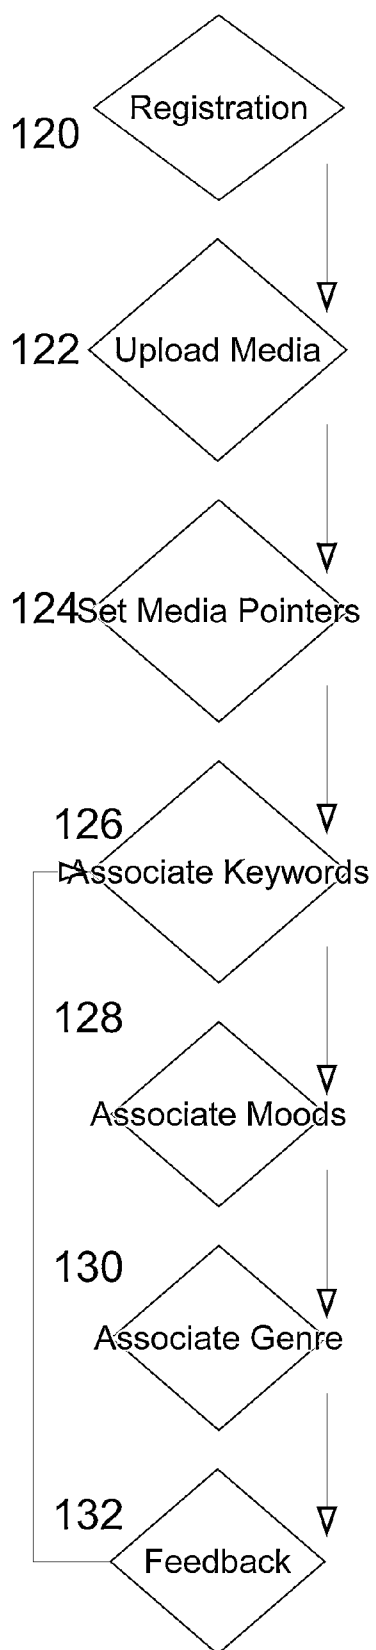 Registration
120
122
Upload Media
124
Set Media Pointers
126
Associate Keywords
128
Associate Moods
130
Associate Genre
132
Feedback